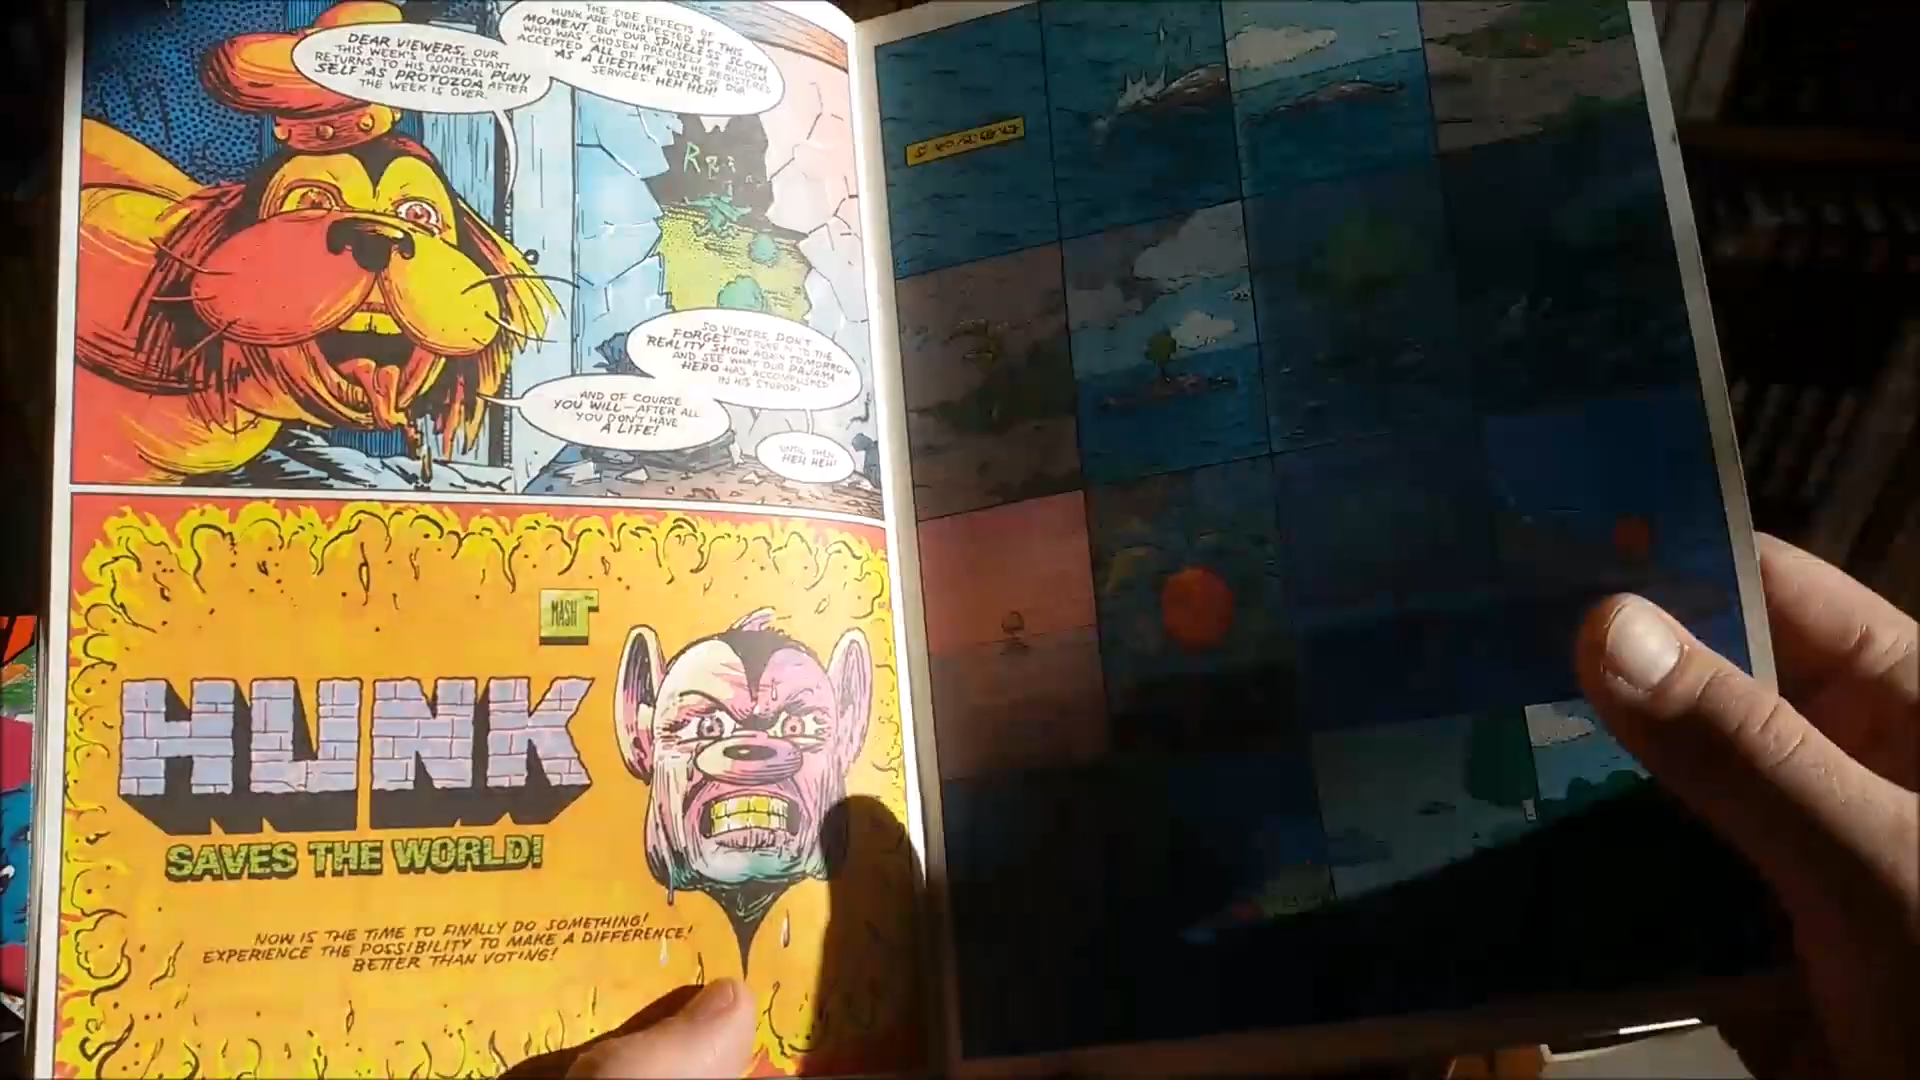 DEAR VIEWERS, OUR
THIS WEEK'S CONTESTANT
RETURNS TO HIS NORMAL PUNY
SELF AS PROTOZOA AFTER
THE WEEK IS OVER.
THE SIDE EFFECTS OF
HUNK ARE UNINSPECTED AT THIS
MOMENT, BUT OUR SPINELESS SLOTH
WHO WAS CHOSEN PRECISELY AT RANDOM
ACCEPTED ALL OF IT WHEN HE REGISTERED
AS A LIFETIME USER OF OUR
SERVICES. HEH HEH!
SO VIEWERS, DON'T
FORGET TO TUNE IN TO THE
REALITY SHOW AGAIN TOMORROW
AND SEE WHAT OUR PAJAMA
HERO HAS ACCOMPLISHED
IN HIS STUPOR!
AND OF COURSE
YOU WILL—AFTER ALL
YOU DON'T HAVE
A LIFE!
UNTIL THEN,
HEH HEH!
MASH
HUNK
SAVES THE WORLD!
NOW IS THE TIME TO FINALLY DO SOMETHING!
EXPERIENCE THE POSSIBILITY TO MAKE A DIFFERENCE!
BETTER THAN VOTING!